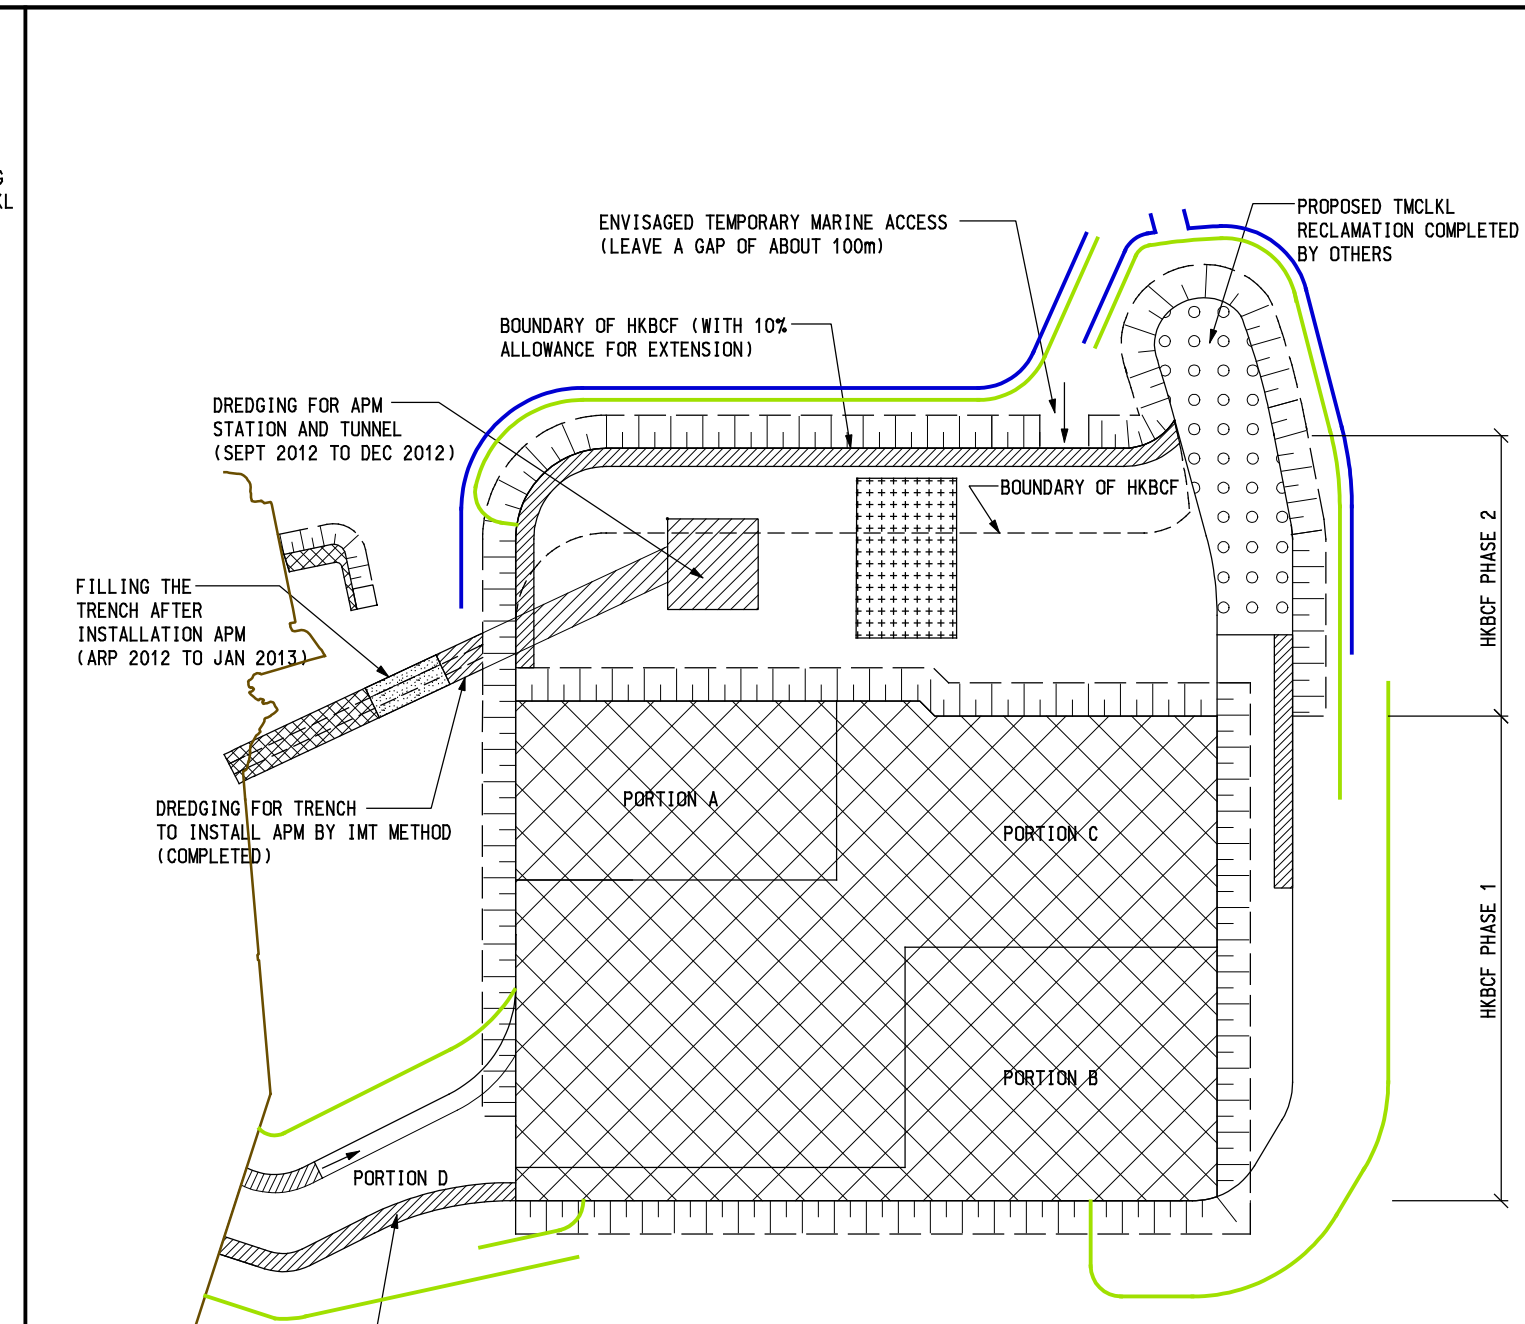 G
KL
ENVISAGED TEMPORARY MARINE ACCESS
(LEAVE A GAP OF ABOUT 100m)
PROPOSED TMCLKL
RECLAMATION COMPLETED
BY OTHERS
BOUNDARY OF HKBCF (WITH 10%
ALLOWANCE FOR EXTENSION)
DREDGING FOR APM
STATION AND TUNNEL
(SEPT 2012 TO DEC 2012)
BOUNDARY OF HKBCF
HKBCF PHASE 2
FILLING THE
TRENCH AFTER
INSTALLATION APM
(ARP 2012 TO JAN 2013)
DREDGING FOR TRENCH
TO INSTALL APM BY IMT METHOD
(COMPLETED)
PORTION A
PORTION C
HKBCF PHASE 1
PORTION B
PORTION D